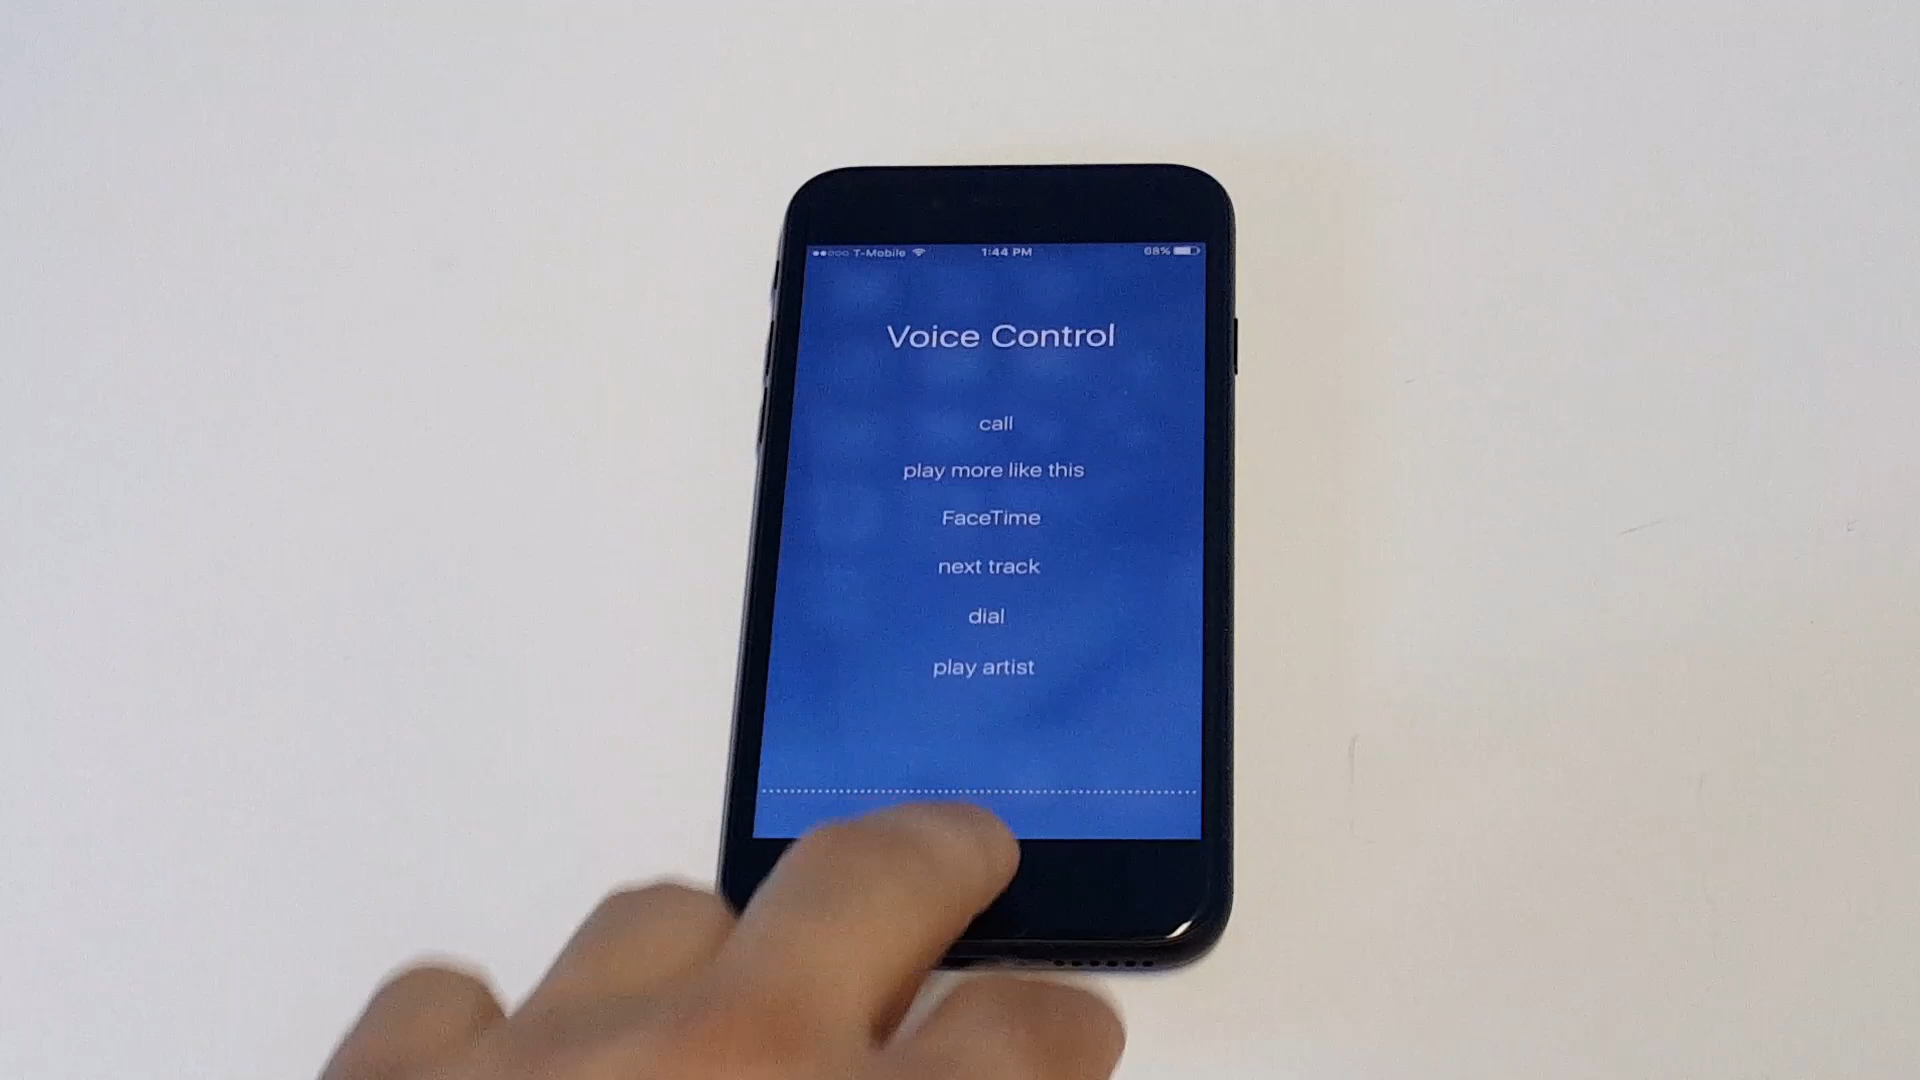 T-Mobile 1:44 PM 68%
Voice Control
call
play more like this
FaceTime
next track
dial
play artist